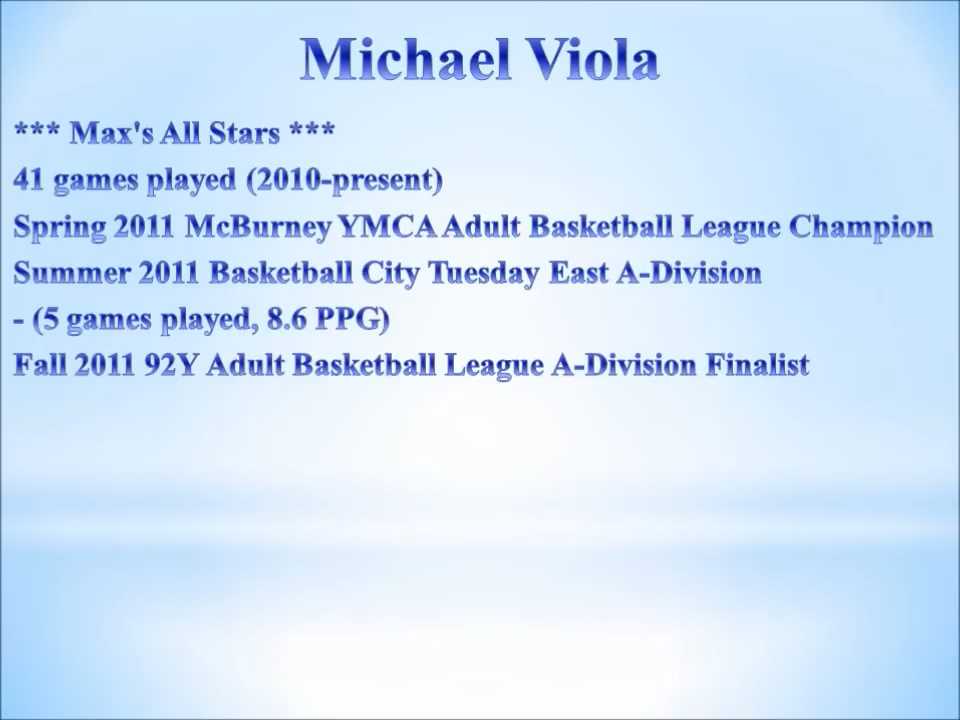 Michael Viola
*** Max's All Stars ***
41 games played (2010-present)
Spring 2011 McBurney YMCA Adult Basketball League Champion
Summer 2011 Basketball City Tuesday East A-Division
- (5 games played, 8.6 PPG)
Fall 2011 92Y Adult Basketball League A-Division Finalist